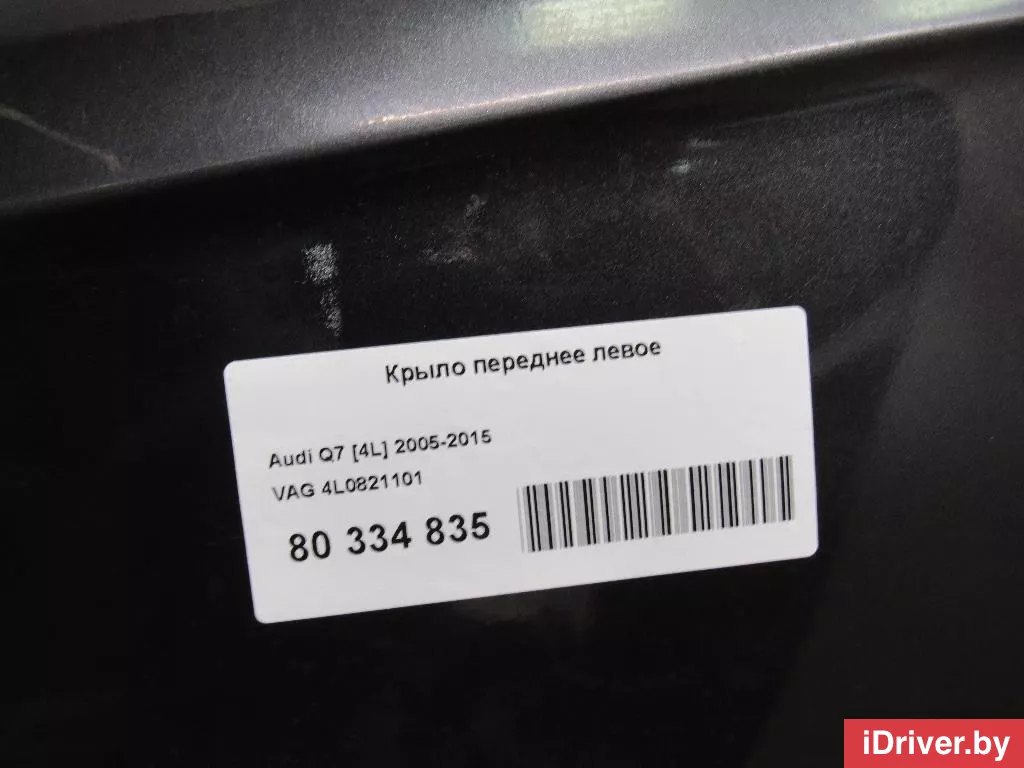 Крыло переднее левое
Audi Q7 [4L] 2005-2015
VAG 4L0821101
80 334 835
iDriver.by